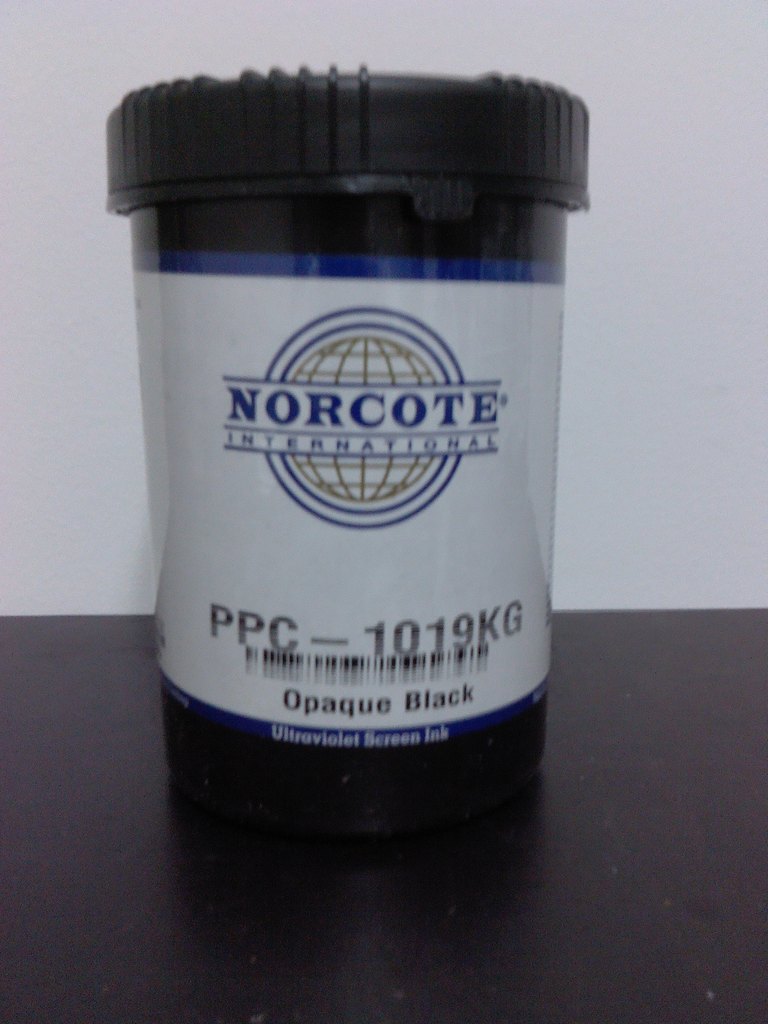 NORCOTE®
INTERNATIONAL
PPC – 1019KG
Opaque Black
Ultraviolet Screen Ink